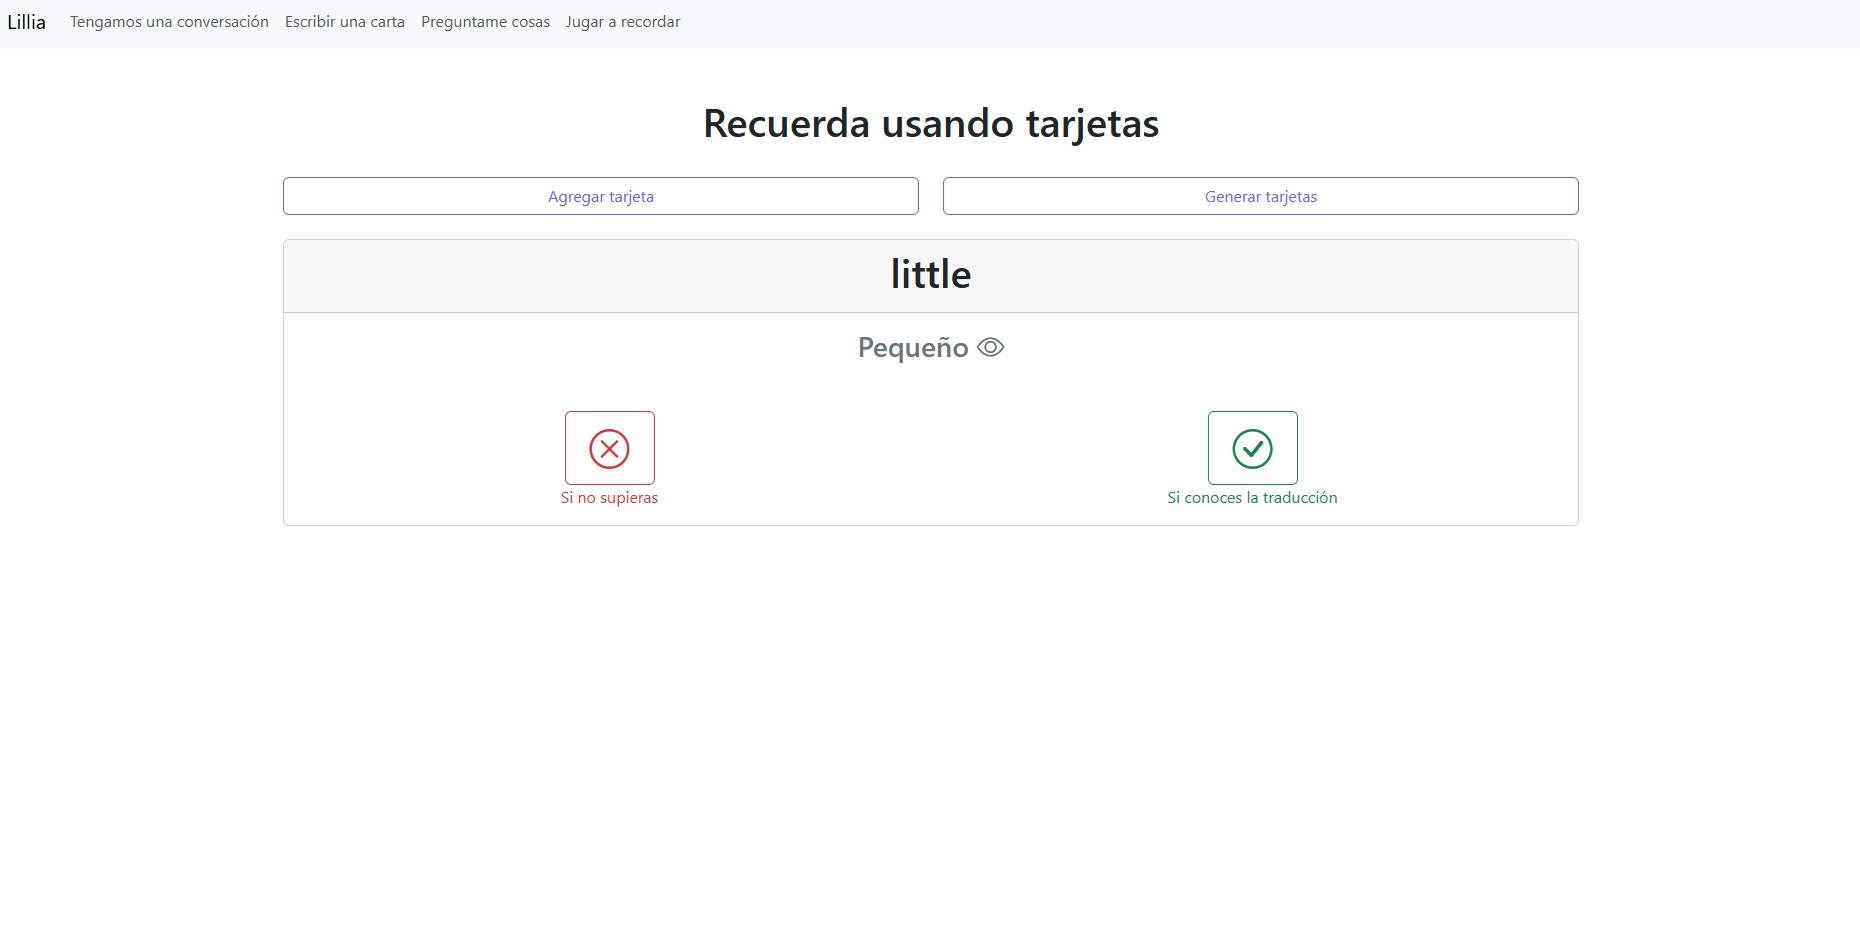 Lillia Tengamos una conversación Escribir una carta Preguntame cosas Jugar a recordar
Recuerda usando tarjetas
Agregar tarjeta Generar tarjetas
little
Pequeño
Si no supieras Si conoces la traducción